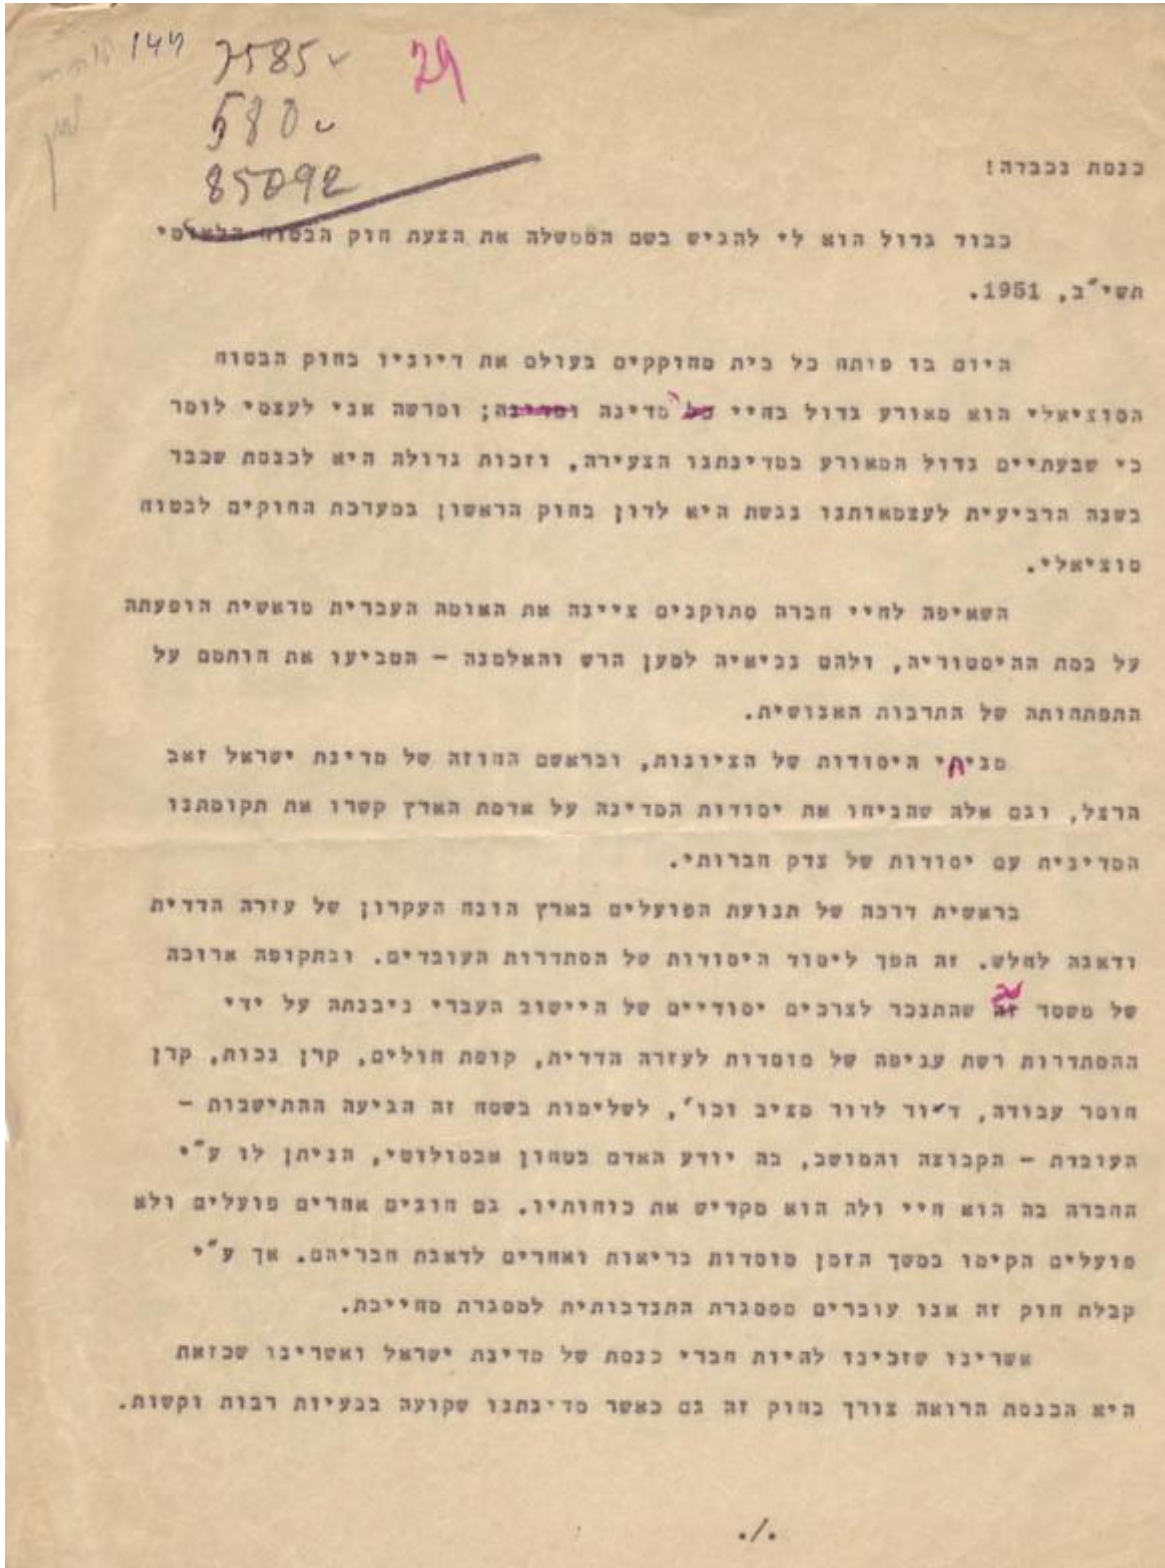 144
7585
29
580
85092
כנסת נכבדה!
כבוד גדול הוא לי להגיש בשם הממשלה את הצעת חוק הבטוח הלאומי
תשי"ב, 1951.
היום בו פותח כל בית מחוקקים בעולם את דיוניו בחוק הבטוח
הסוציאלי הוא מאורע גדול בחיי כל מדינה ומדינה; ומרשה אני לעצמי לומר
כי שבעתיים גדול המאורע במדינתנו הצעירה, וזכות גדולה היא לכנסת שכבר
בשנה הרביעית לעצמאותנו נגשת היא לדון בחוק הראשון במערכת החוקים לבטוח
סוציאלי.
השאיפה לחיי חברה מתוקנים ציינה את האומה העברית מראשית הופעתה
על במת ההיסטוריה, ולהט נביאיה למען הרש והאלמנה – הטביעו את חותמם על
התפתחותה של התרבות האנושית.
מניחי היסודות של הציונות, ובראשם החוזה של מדינת ישראל זאב
הרצל, וגם אלה שהניחו את יסודות המדינה על אדמת הארץ קשרו את תקומתנו
המדינית עם יסודות של צדק חברותי.
בראשית דרכה של תנועת הפועלים בארץ הונח העקרון של עזרה הדדית
ודאגה לחלש. זה הפך ליסוד היסודות של הסתדרות העובדים. ובתקופה ארוכה
של משטר זר שהתנכר לצרכים יסודיים של היישוב העברי ניבנתה על ידי
ההסתדרות רשת עניפה של מוסדות לעזרה הדדית, קופת חולים, קרן נכות, קרן
חוסר עבודה, דור לדור מציב וכו', לשלימות בשטח זה הגיעה ההתישבות –
העובדת – הקבוצה והמושב, בה יודע האדם בטחון אבסולוטי, הניתן לו ע"י
החברה בה הוא חיי ולה הוא מקדיש את כוחותיו. גם חוגים אחרים פועלים ולא
פועלים הקימו במשך הזמן מוסדות בריאות ואחרים לדאגת חבריהם. אך ע"י
קבלת חוק זה אנו עוברים ממסגרת התנדבותית למסגרת מחייבת.
אשרינו שזכינו להיות חברי כנסת של מדינת ישראל ואשרינו שכזאת
היא הכנסת הרואה צורך בחוק זה גם כאשר מדינתנו שקועה בבעיות רבות וקשות.
./.